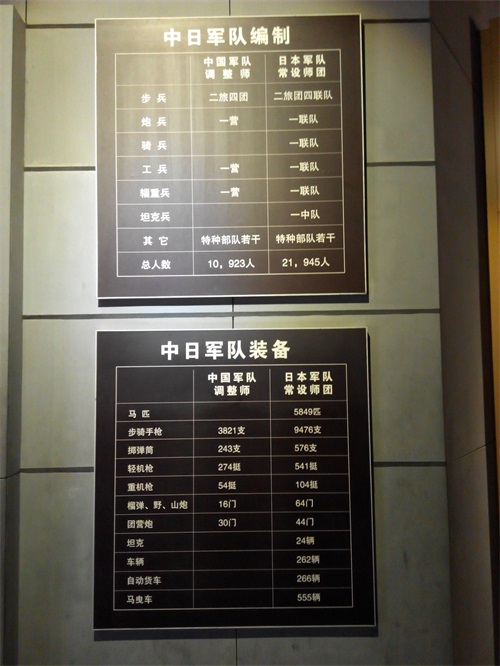 中日军队编制
中国军队 日本军队
调整师 常设师团
步兵 二旅四团 二旅团四联队
炮兵 一营 一联队
骑兵 一联队
工兵 一营 一联队
辎重兵 一营 一联队
坦克兵 一中队
其它 特种部队若干 特种部队若干
总人数 10，923人 21，945人
中日军队装备
中国军队 日本军队
调整师 常设师团
马匹 5849匹
步骑手枪 3821支 9476支
掷弹筒 243支 576支
轻机枪 274挺 541挺
重机枪 54挺 104挺
榴弹、野、山炮 16门 64门
团营炮 30门 44门
坦克 24辆
车辆 262辆
自动货车 266辆
马曳车 555辆